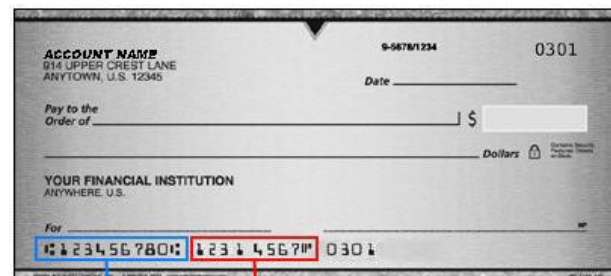 ACCOUNT NAME
914 UPPER CREST LANE
ANYTOWN, U.S. 12345
9-5678/1234
0301
Date
Pay to the
Order of
$
Dollars
YOUR FINANCIAL INSTITUTION
ANYWHERE, U.S.
For
MP
⑆123456780⑆ 1231 4567⑈ 0301